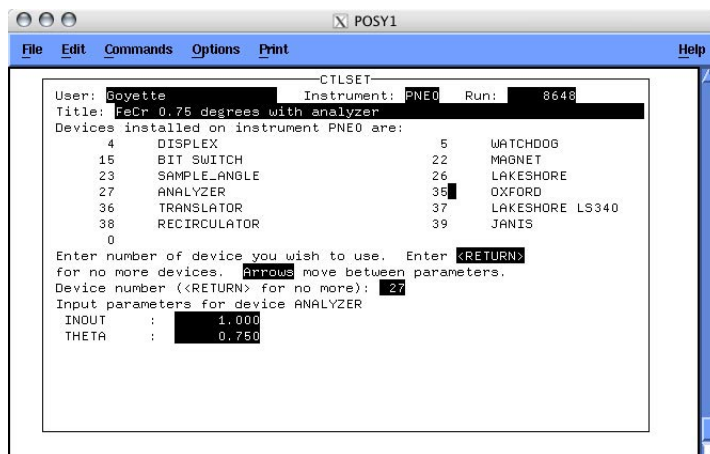 X POSY1
File Edit Commands Options Print Help
CTLSET
User: Goyette Instrument: PNE0 Run: 8648
Title: FeCr 0.75 degrees with analyzer
Devices installed on instrument PNE0 are:
4 DISPLEX 5 WATCHDOG
15 BIT SWITCH 22 MAGNET
23 SAMPLE_ANGLE 26 LAKESHORE
27 ANALYZER 35 OXFORD
36 TRANSLATOR 37 LAKESHORE LS340
38 RECIRCULATOR 39 JANIS
0
Enter number of device you wish to use. Enter <RETURN>
for no more devices. Arrows move between parameters.
Device number (<RETURN> for no more): 27
Input parameters for device ANALYZER
INOUT : 1.000
THETA : 0.750